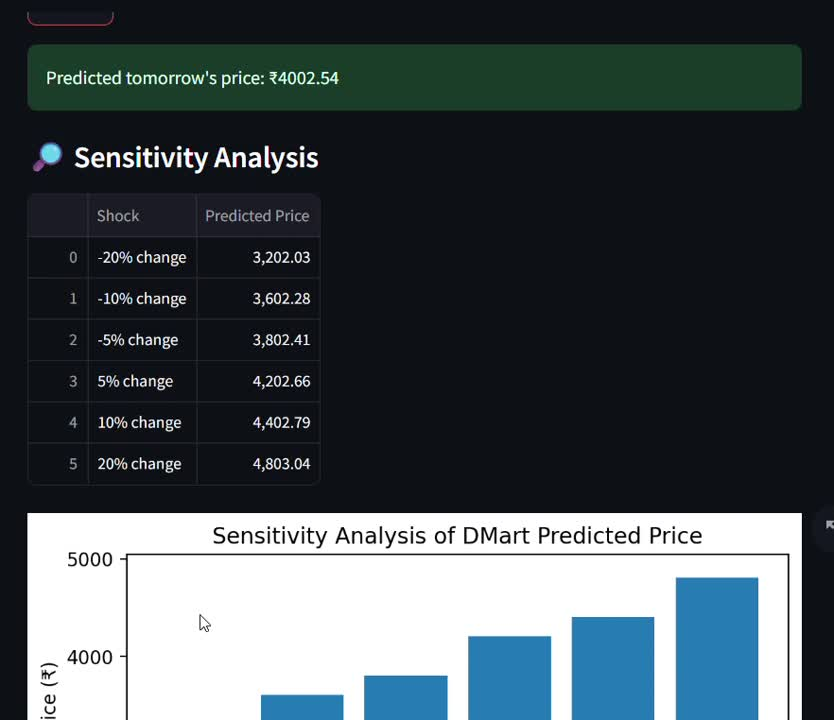 Predicted tomorrow's price: ₹4002.54
Sensitivity Analysis
Shock Predicted Price
0 -20% change 3,202.03
1 -10% change 3,602.28
2 -5% change 3,802.41
3 5% change 4,202.66
4 10% change 4,402.79
5 20% change 4,803.04
Sensitivity Analysis of DMart Predicted Price
5000
4000
ice (₹)